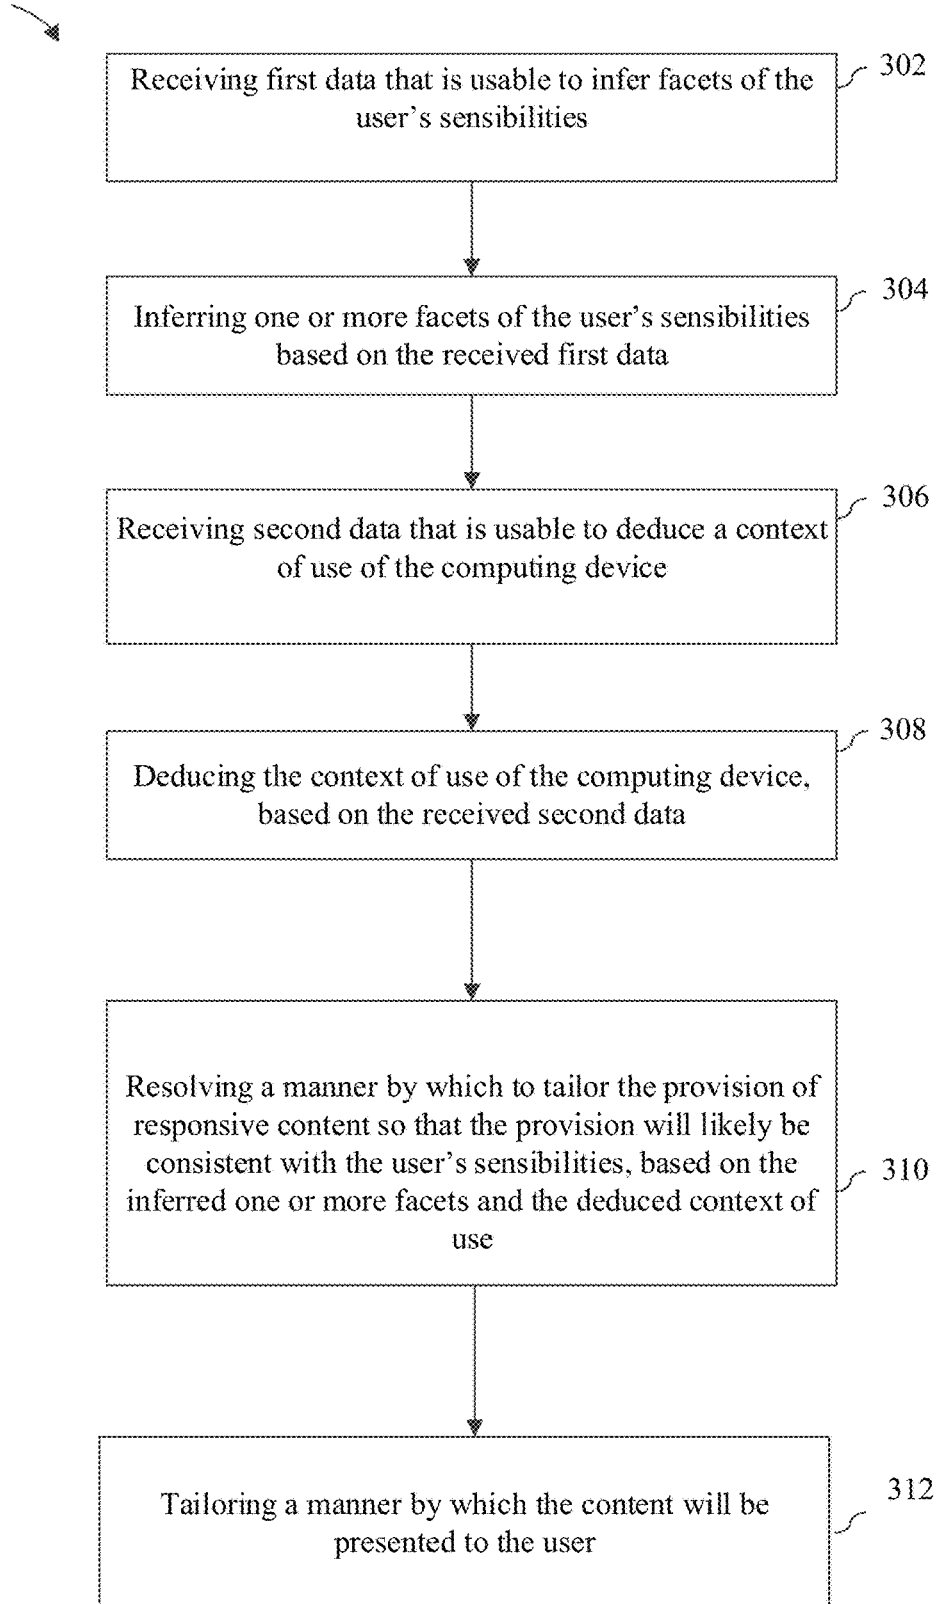 Receiving first data that is usable to infer facets of the
user's sensibilities
302
Inferring one or more facets of the user's sensibilities
based on the received first data
304
Receiving second data that is usable to deduce a context
of use of the computing device
306
Deducing the context of use of the computing device,
based on the received second data
308
Resolving a manner by which to tailor the provision of
responsive content so that the provision will likely be
consistent with the user's sensibilities, based on the
inferred one or more facets and the deduced context of
use
310
Tailoring a manner by which the content will be
presented to the user
312